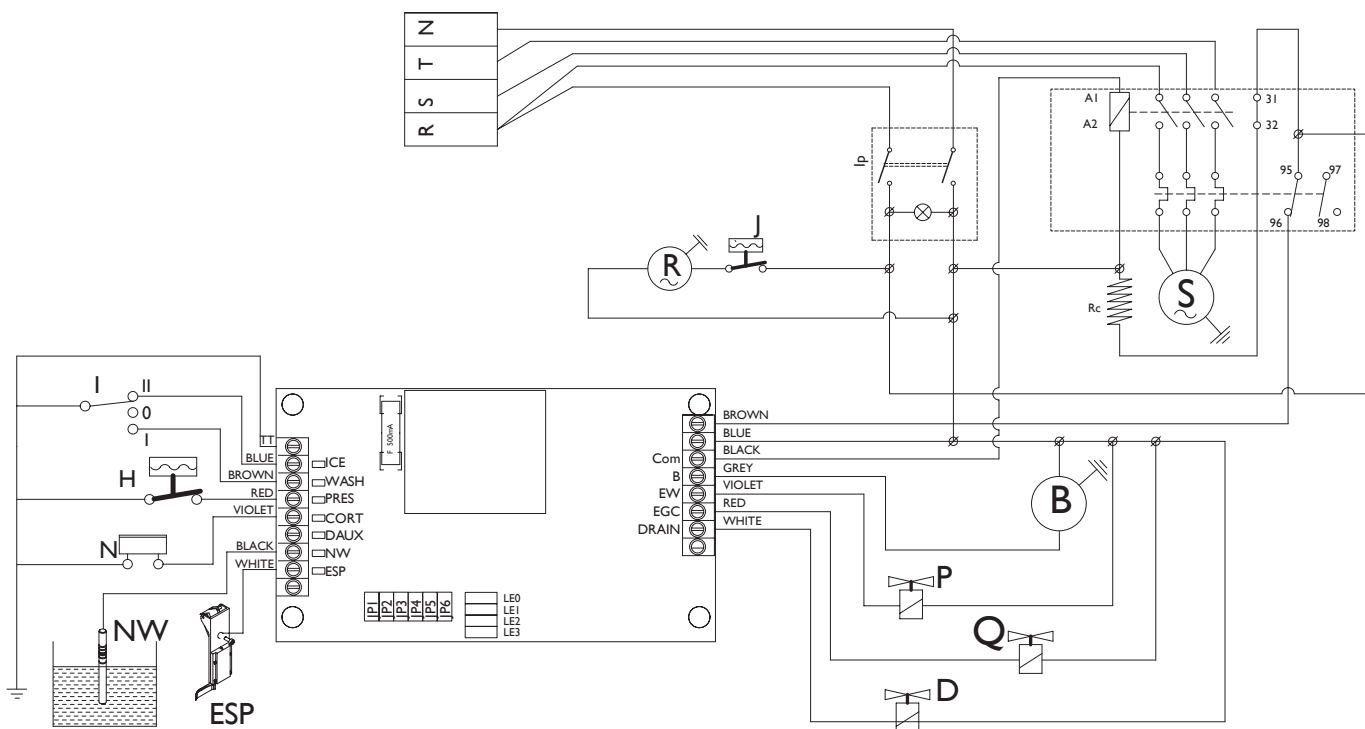 N
T
S
R
A1
A2
31
32
95
97
96
98
Ip
J
R
S
Rc
I
II
0
I
H
N
NW
ESP
TT
BLUE
BROWN
RED
VIOLET
BLACK
WHITE
ICE
WASH
PRES
CORT
DAUX
NW
ESP
F 500mA
JP1
JP2
JP3
JP4
JP5
JP6
LE0
LE1
LE2
LE3
Com
B
EW
EGC
DRAIN
BROWN
BLUE
BLACK
GREY
VIOLET
RED
WHITE
B
P
Q
D